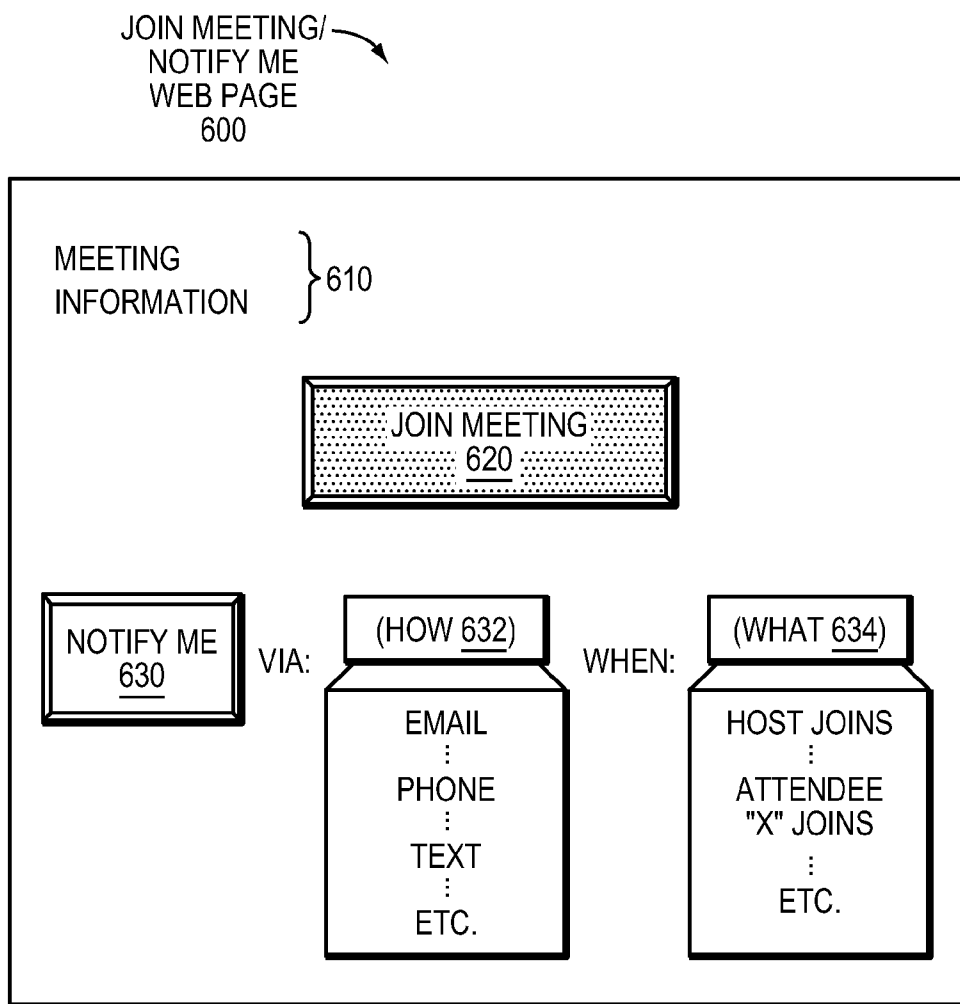 JOIN MEETING/
NOTIFY ME
WEB PAGE
600
MEETING
INFORMATION
610
JOIN MEETING
620
NOTIFY ME
630
VIA:
(HOW 632)
EMAIL
PHONE
TEXT
ETC.
WHEN:
(WHAT 634)
HOST JOINS
ATTENDEE
"X" JOINS
ETC.